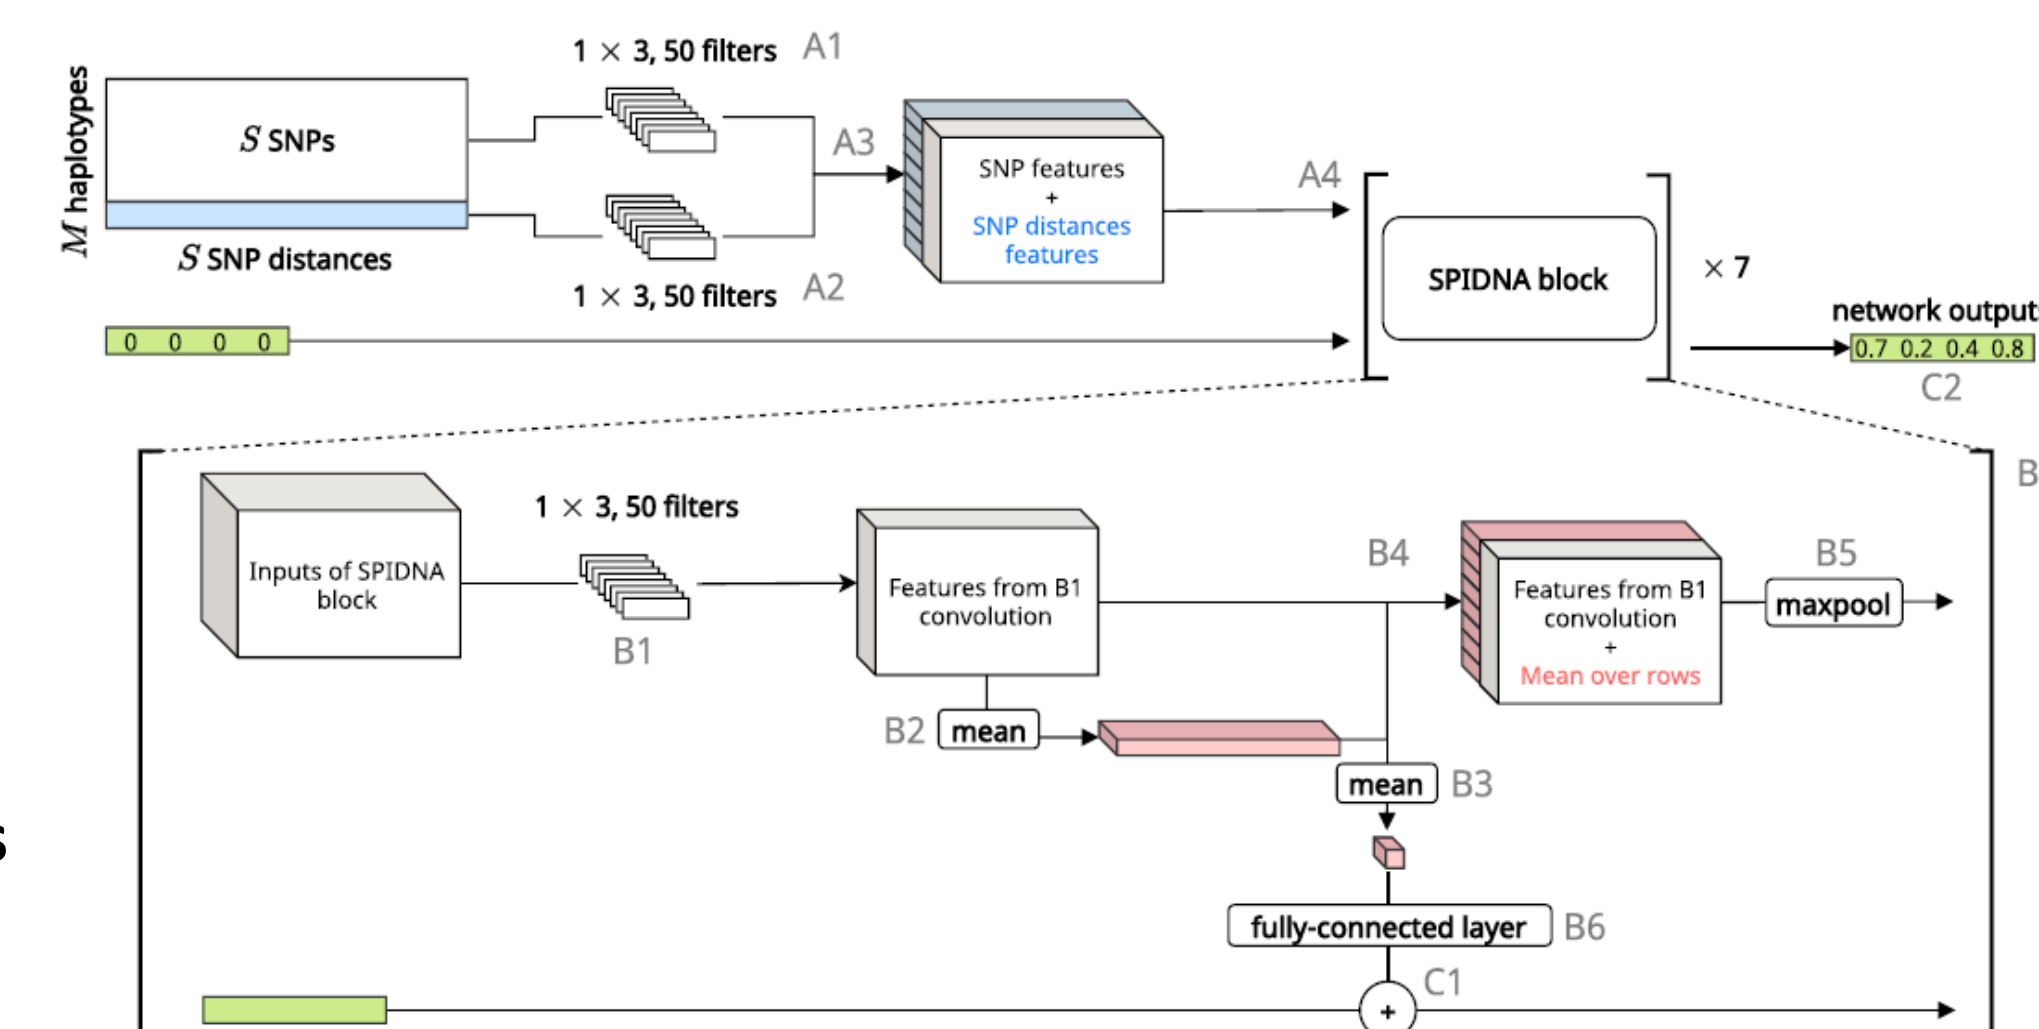 1 × 3, 50 filters A1
M haplotypes
S SNPs
A3
SNP features
+
SNP distances
features
A4
S SNP distances
1 × 3, 50 filters A2
SPIDNA block
× 7
0 0 0 0
network outputs
0.7 0.2 0.4 0.8
C2
B
1 × 3, 50 filters
Inputs of SPIDNA
block
B1
Features from B1
convolution
B4
Features from B1
convolution
+
Mean over rows
B5
maxpool
B2 mean
mean B3
s
fully-connected layer B6
C1
+